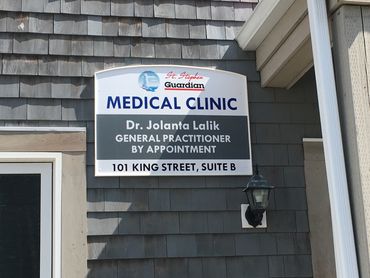 St. Stephen
Guardian
MEDICAL CLINIC
Dr. Jolanta Lalik
GENERAL PRACTITIONER
BY APPOINTMENT
101 KING STREET, SUITE B